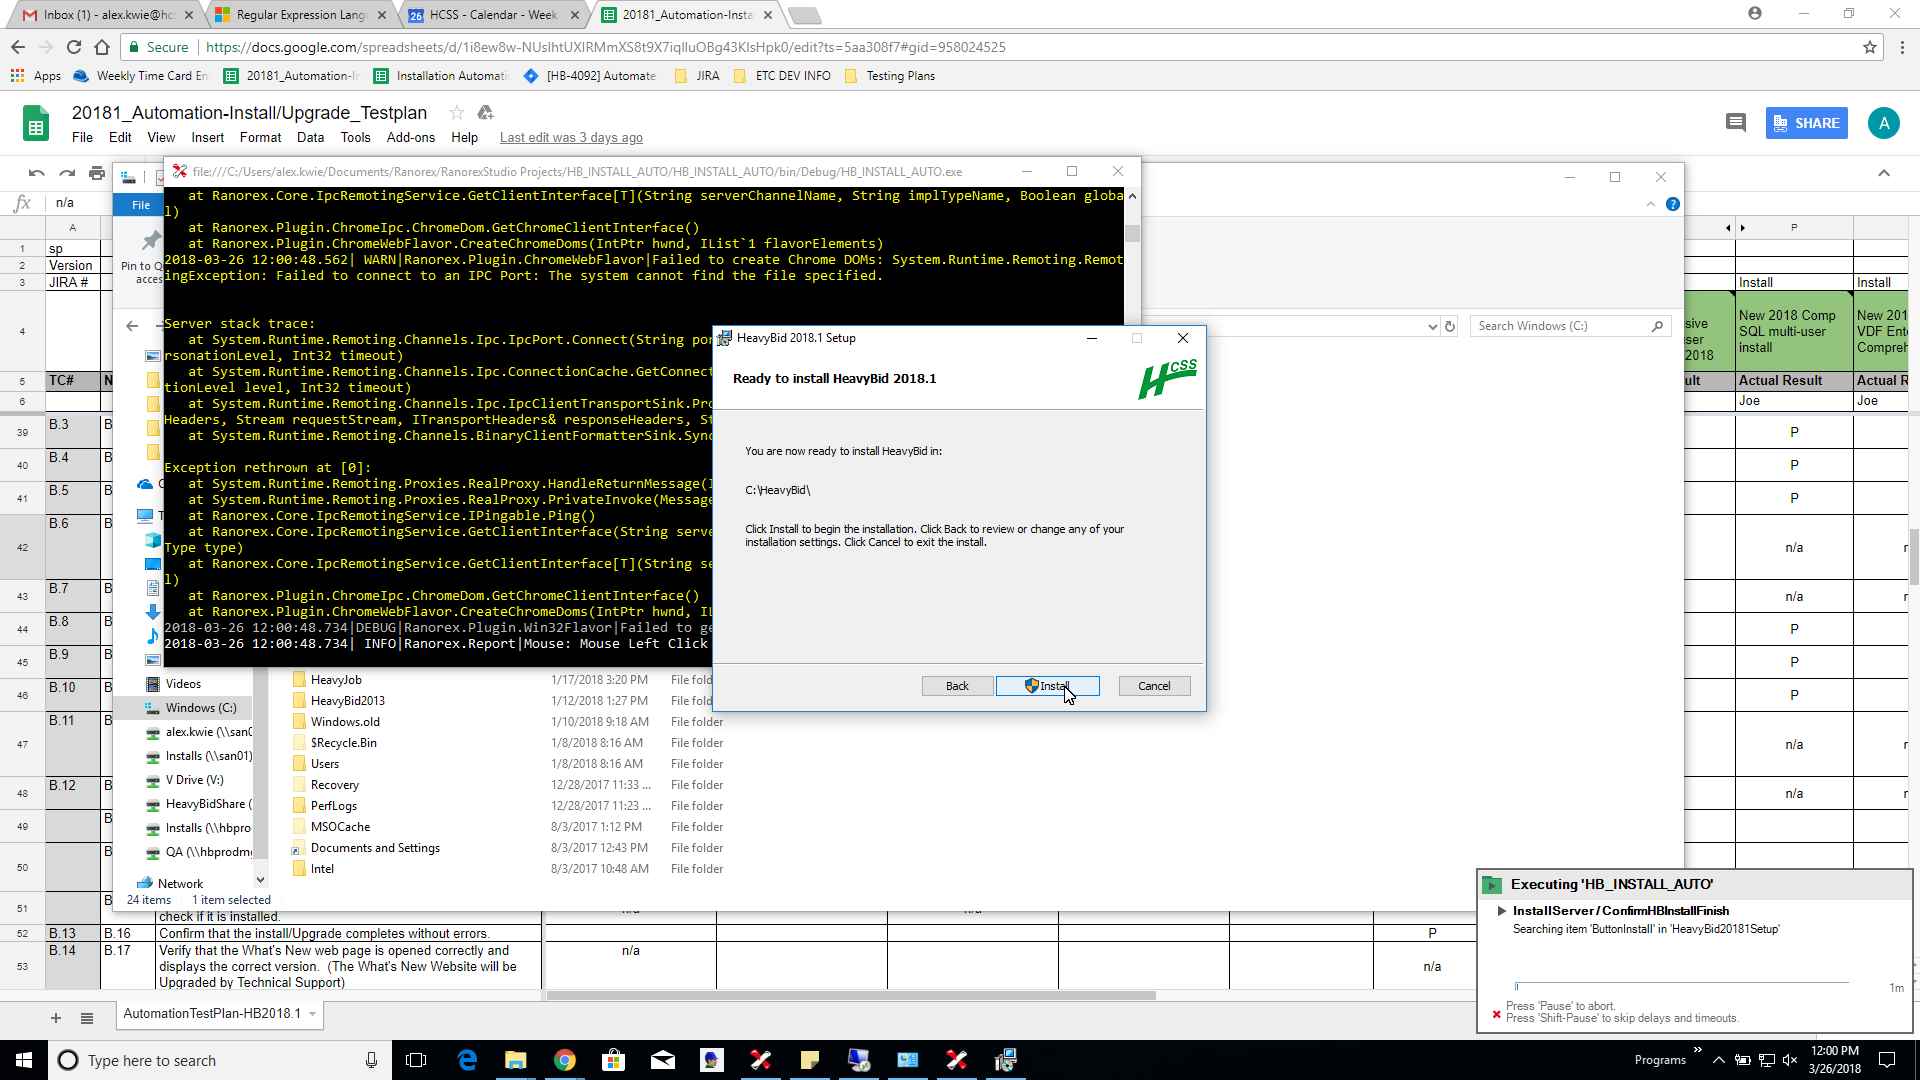 Inbox (1) - alex.kwie@hc
Regular Expression Lang
HCSS - Calendar - Week
20181_Automation-Insta
Secure
https://docs.google.com/spreadsheets/d/1i8ew8w-NUsIhtUXIRMmXS8t9X7iqIluOBg43KlsHpk0/edit?ts=5aa308f7#gid=958024525
Apps
Weekly Time Card En
20181_Automation-I
Installation Automati
[HB-4092] Automate
JIRA
ETC DEV INFO
Testing Plans
20181_Automation-Install/Upgrade_Testplan
File Edit View Insert Format Data Tools Add-ons Help Last edit was 3 days ago
SHARE
A
fx n/a
file:///C:/Users/alex.kwie/Documents/Ranorex/RanorexStudio Projects/HB_INSTALL_AUTO/HB_INSTALL_AUTO/bin/Debug/HB_INSTALL_AUTO.exe
at Ranorex.Core.IpcRemotingService.GetClientInterface[T](String serverChannelName, String implTypeName, Boolean globa
l)
at Ranorex.Plugin.ChromeIpc.ChromeDom.GetChromeClientInterface()
at Ranorex.Plugin.ChromeWebFlavor.CreateChromeDoms(IntPtr hwnd, IList`1 flavorElements)
2018-03-26 12:00:48.562| WARN|Ranorex.Plugin.ChromeWebFlavor|Failed to create Chrome DOMs: System.Runtime.Remoting.Remot
ingException: Failed to connect to an IPC Port: The system cannot find the file specified.
Server stack trace:
at System.Runtime.Remoting.Channels.Ipc.IpcPort.Connect(String por
rsonationLevel, Int32 timeout)
at System.Runtime.Remoting.Channels.Ipc.ConnectionCache.GetConnect
tionLevel level, Int32 timeout)
at System.Runtime.Remoting.Channels.Ipc.IpcClientTransportSink.Pro
Headers, Stream requestStream, ITransportHeaders& responseHeaders, St
at System.Runtime.Remoting.Channels.BinaryClientFormatterSink.Sync
Exception rethrown at [0]:
at System.Runtime.Remoting.Proxies.RealProxy.HandleReturnMessage(I
at System.Runtime.Remoting.Proxies.RealProxy.PrivateInvoke(Message
at Ranorex.Core.IpcRemotingService.IPingable.Ping()
at Ranorex.Core.IpcRemotingService.GetClientInterface(String serve
Type type)
at Ranorex.Core.IpcRemotingService.GetClientInterface[T](String se
l)
at Ranorex.Plugin.ChromeIpc.ChromeDom.GetChromeClientInterface()
at Ranorex.Plugin.ChromeWebFlavor.CreateChromeDoms(IntPtr hwnd, IL
2018-03-26 12:00:48.734|DEBUG|Ranorex.Plugin.Win32Flavor|Failed to ge
2018-03-26 12:00:48.734| INFO|Ranorex.Report|Mouse: Mouse Left Click
HeavyBid 2018.1 Setup
Ready to install HeavyBid 2018.1
HCSS
You are now ready to install HeavyBid in:
C:\HeavyBid\
Click Install to begin the installation. Click Back to review or change any of your
installation settings. Click Cancel to exit the install.
Back
Install
Cancel
File
Pin to Q
acces
Search Windows (C:)
Videos
Windows (C:)
alex.kwie (\\san0
Installs (\\san01)
V Drive (V:)
HeavyBidShare (
Installs (\\hbpro
QA (\\hbprodm
Network
HeavyJob 1/17/2018 3:20 PM File fold
HeavyBid2013 1/12/2018 1:27 PM File fold
Windows.old 1/10/2018 9:18 AM File folder
$Recycle.Bin 1/8/2018 8:16 AM File folder
Users 1/8/2018 8:16 AM File folder
Recovery 12/28/2017 11:33 ... File folder
PerfLogs 12/28/2017 11:23 ... File folder
MSOCache 8/3/2017 1:12 PM File folder
Documents and Settings 8/3/2017 12:43 PM File folder
Intel 8/3/2017 10:48 AM File folder
24 items 1 item selected
A P
1 sp
2 Version
3 JIRA # Install Install
4 sive
ser
2018
New 2018 Comp
SQL multi-user
install
New 201
VDF Ent
Compreh
5 TC# N ult Actual Result Actual R
6 Joe Joe
39 B.3 B P
40 B.4 B P
41 B.5 B P
42 B.6 B n/a
43 B.7 B n/a
44 B.8 B P
45 B.9 B P
46 B.10 B P
47 B.11 B n/a
48 B.12 B n/a
49 B
50 B
51 B check if it is installed. n/a
52 B.13 B.16 Confirm that the install/Upgrade completes without errors. P
53 B.14 B.17 Verify that the What's New web page is opened correctly and
displays the correct version. (The What's New Website will be
Upgraded by Technical Support)
n/a n/a
AutomationTestPlan-HB2018.1
Executing 'HB_INSTALL_AUTO'
InstallServer / ConfirmHBInstallFinish
Searching item 'ButtonInstall' in 'HeavyBid20181Setup'
1m
Press 'Pause' to abort.
Press 'Shift-Pause' to skip delays and timeouts.
Type here to search
Programs
12:00 PM
3/26/2018